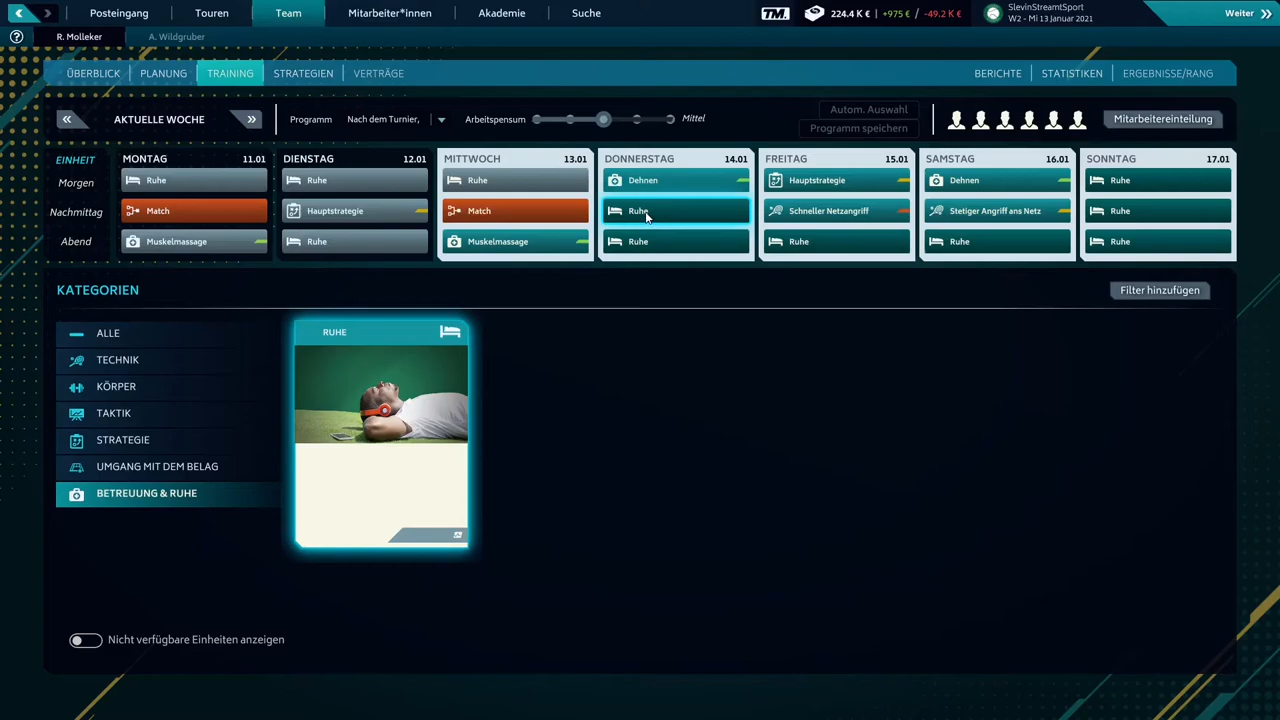 Posteingang Touren Team Mitarbeiter*innen Akademie Suche TM. 224.4 K € | +975 € | -49.2 K € SlevinStreamtSport Weiter
W2 - Mi 13 Januar 2021
R. Molleker A. Wildgruber
ÜBERBLICK PLANUNG TRAINING STRATEGIEN VERTRÄGE BERICHTE STATISTIKEN ERGEBNISSE/RANG
AKTUELLE WOCHE Programm Nach dem Turnier, Arbeitspensum Mittel Autom. Auswahl Mitarbeitereinteilung
Programm speichern
EINHEIT MONTAG 11.01 DIENSTAG 12.01 MITTWOCH 13.01 DONNERSTAG 14.01 FREITAG 15.01 SAMSTAG 16.01 SONNTAG 17.01
Morgen Ruhe Ruhe Ruhe Dehnen Hauptstrategie Dehnen Ruhe
Nachmittag Match Hauptstrategie Match Ruhe Schneller Netzangriff Stetiger Angriff ans Netz Ruhe
Abend Muskelmassage Ruhe Muskelmassage Ruhe Ruhe Ruhe Ruhe
KATEGORIEN Filter hinzufügen
ALLE
TECHNIK
KÖRPER
TAKTIK
STRATEGIE
UMGANG MIT DEM BELAG
BETREUUNG & RUHE
RUHE
Nicht verfügbare Einheiten anzeigen